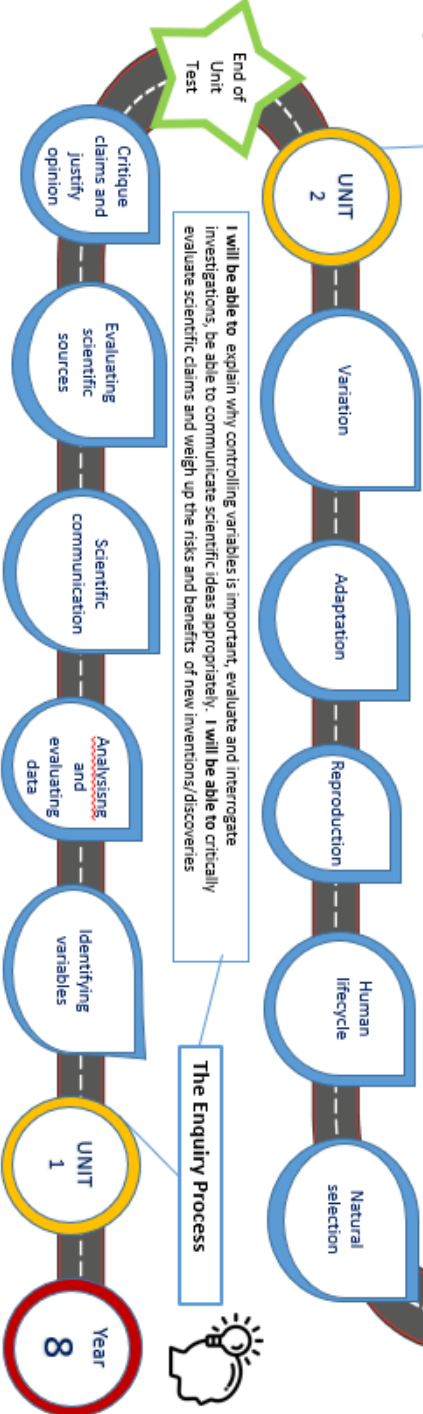 UNIT
2
Variation
Adaptation
Reproduction
Human
lifecycle
Natural
selection
End of
Unit
Test
I will be able to explain why controlling variables is important, evaluate and interrogate
investigations, be able to communicate scientific ideas appropriately. I will be able to critically
evaluate scientific claims and weigh up the risks and benefits of new inventions/discoveries
The Enquiry Process
Critique
claims and
justify
opinion
Evaluating
scientific
sources
Scientific
communication
Analysisng
and
evaluating
data
Identifying
variables
UNIT
1
Year
8